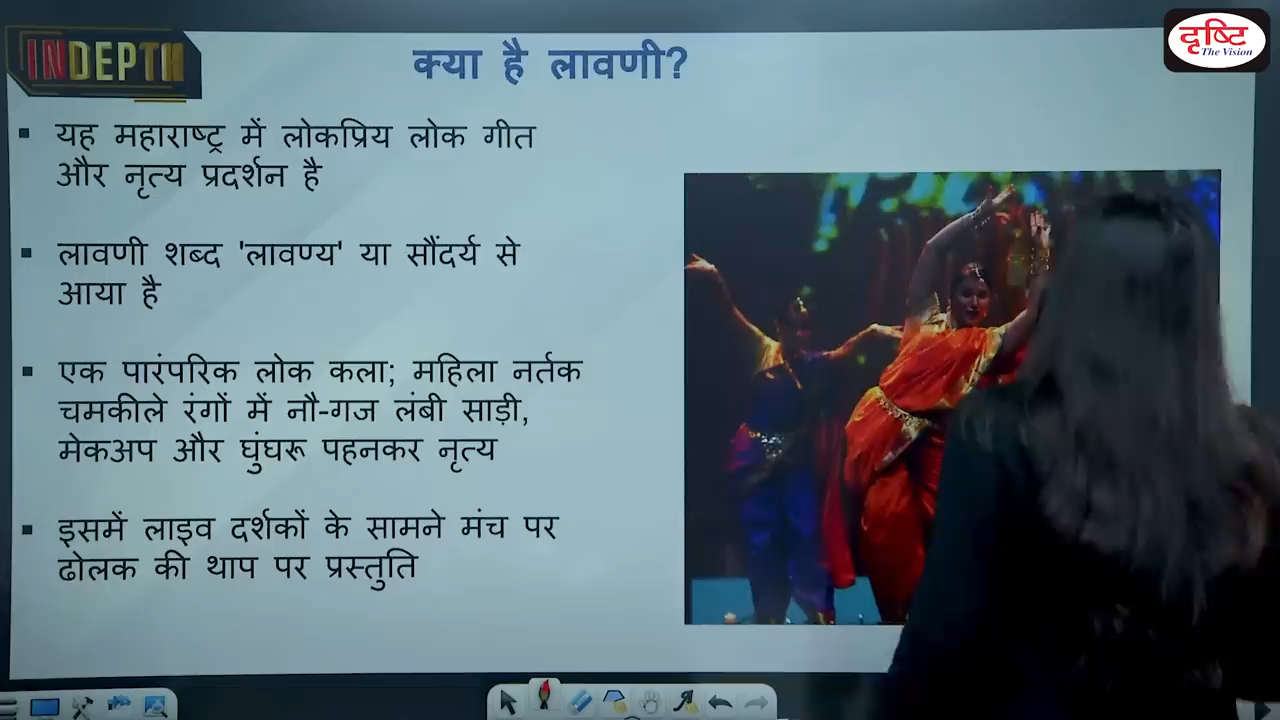 INDEPTH
क्या है लावणी?
दृष्टि
The Vision
यह महाराष्ट्र में लोकप्रिय लोक गीत
और नृत्य प्रदर्शन है
लावणी शब्द 'लावण्य' या सौंदर्य से
आया है
एक पारंपरिक लोक कला; महिला नर्तक
चमकीले रंगों में नौ-गज लंबी साड़ी,
मेकअप और घुंघरू पहनकर नृत्य
इसमें लाइव दर्शकों के सामने मंच पर
ढोलक की थाप पर प्रस्तुति